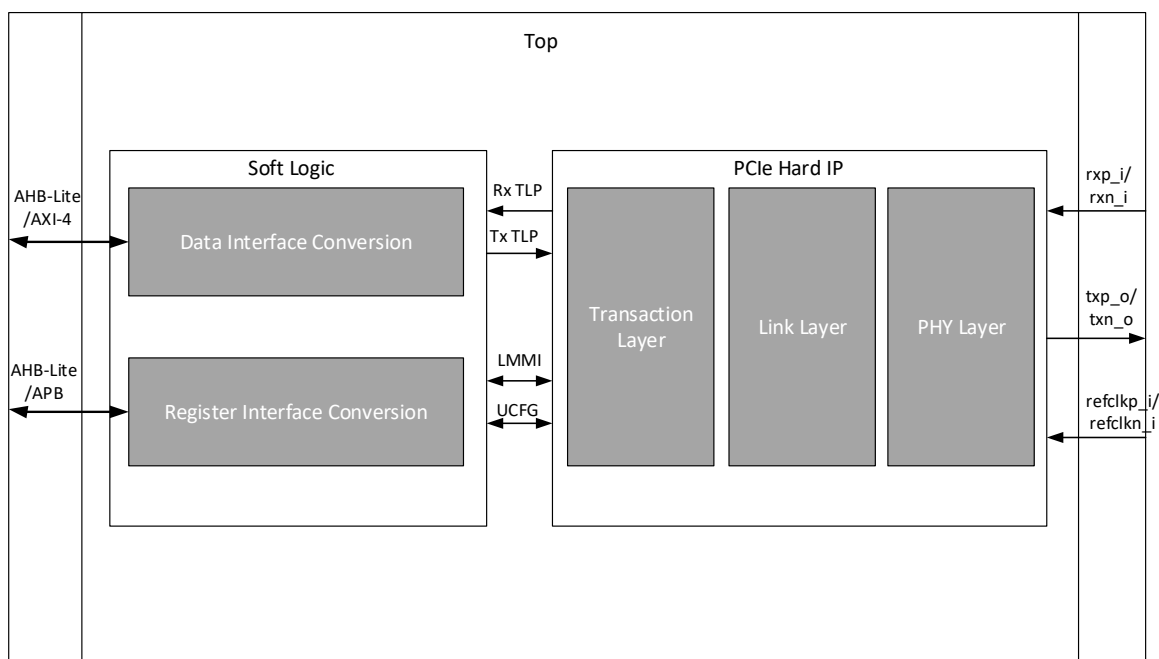 Top
Soft Logic
PCIe Hard IP
AHB-Lite
/AXI-4
Data Interface Conversion
Rx TLP
Tx TLP
Transaction
Layer
Link Layer
PHY Layer
rxp_i/
rxn_i
txp_o/
txn_o
AHB-Lite
/APB
Register Interface Conversion
LMMI
UCFG
refclkp_i/
refclkn_i